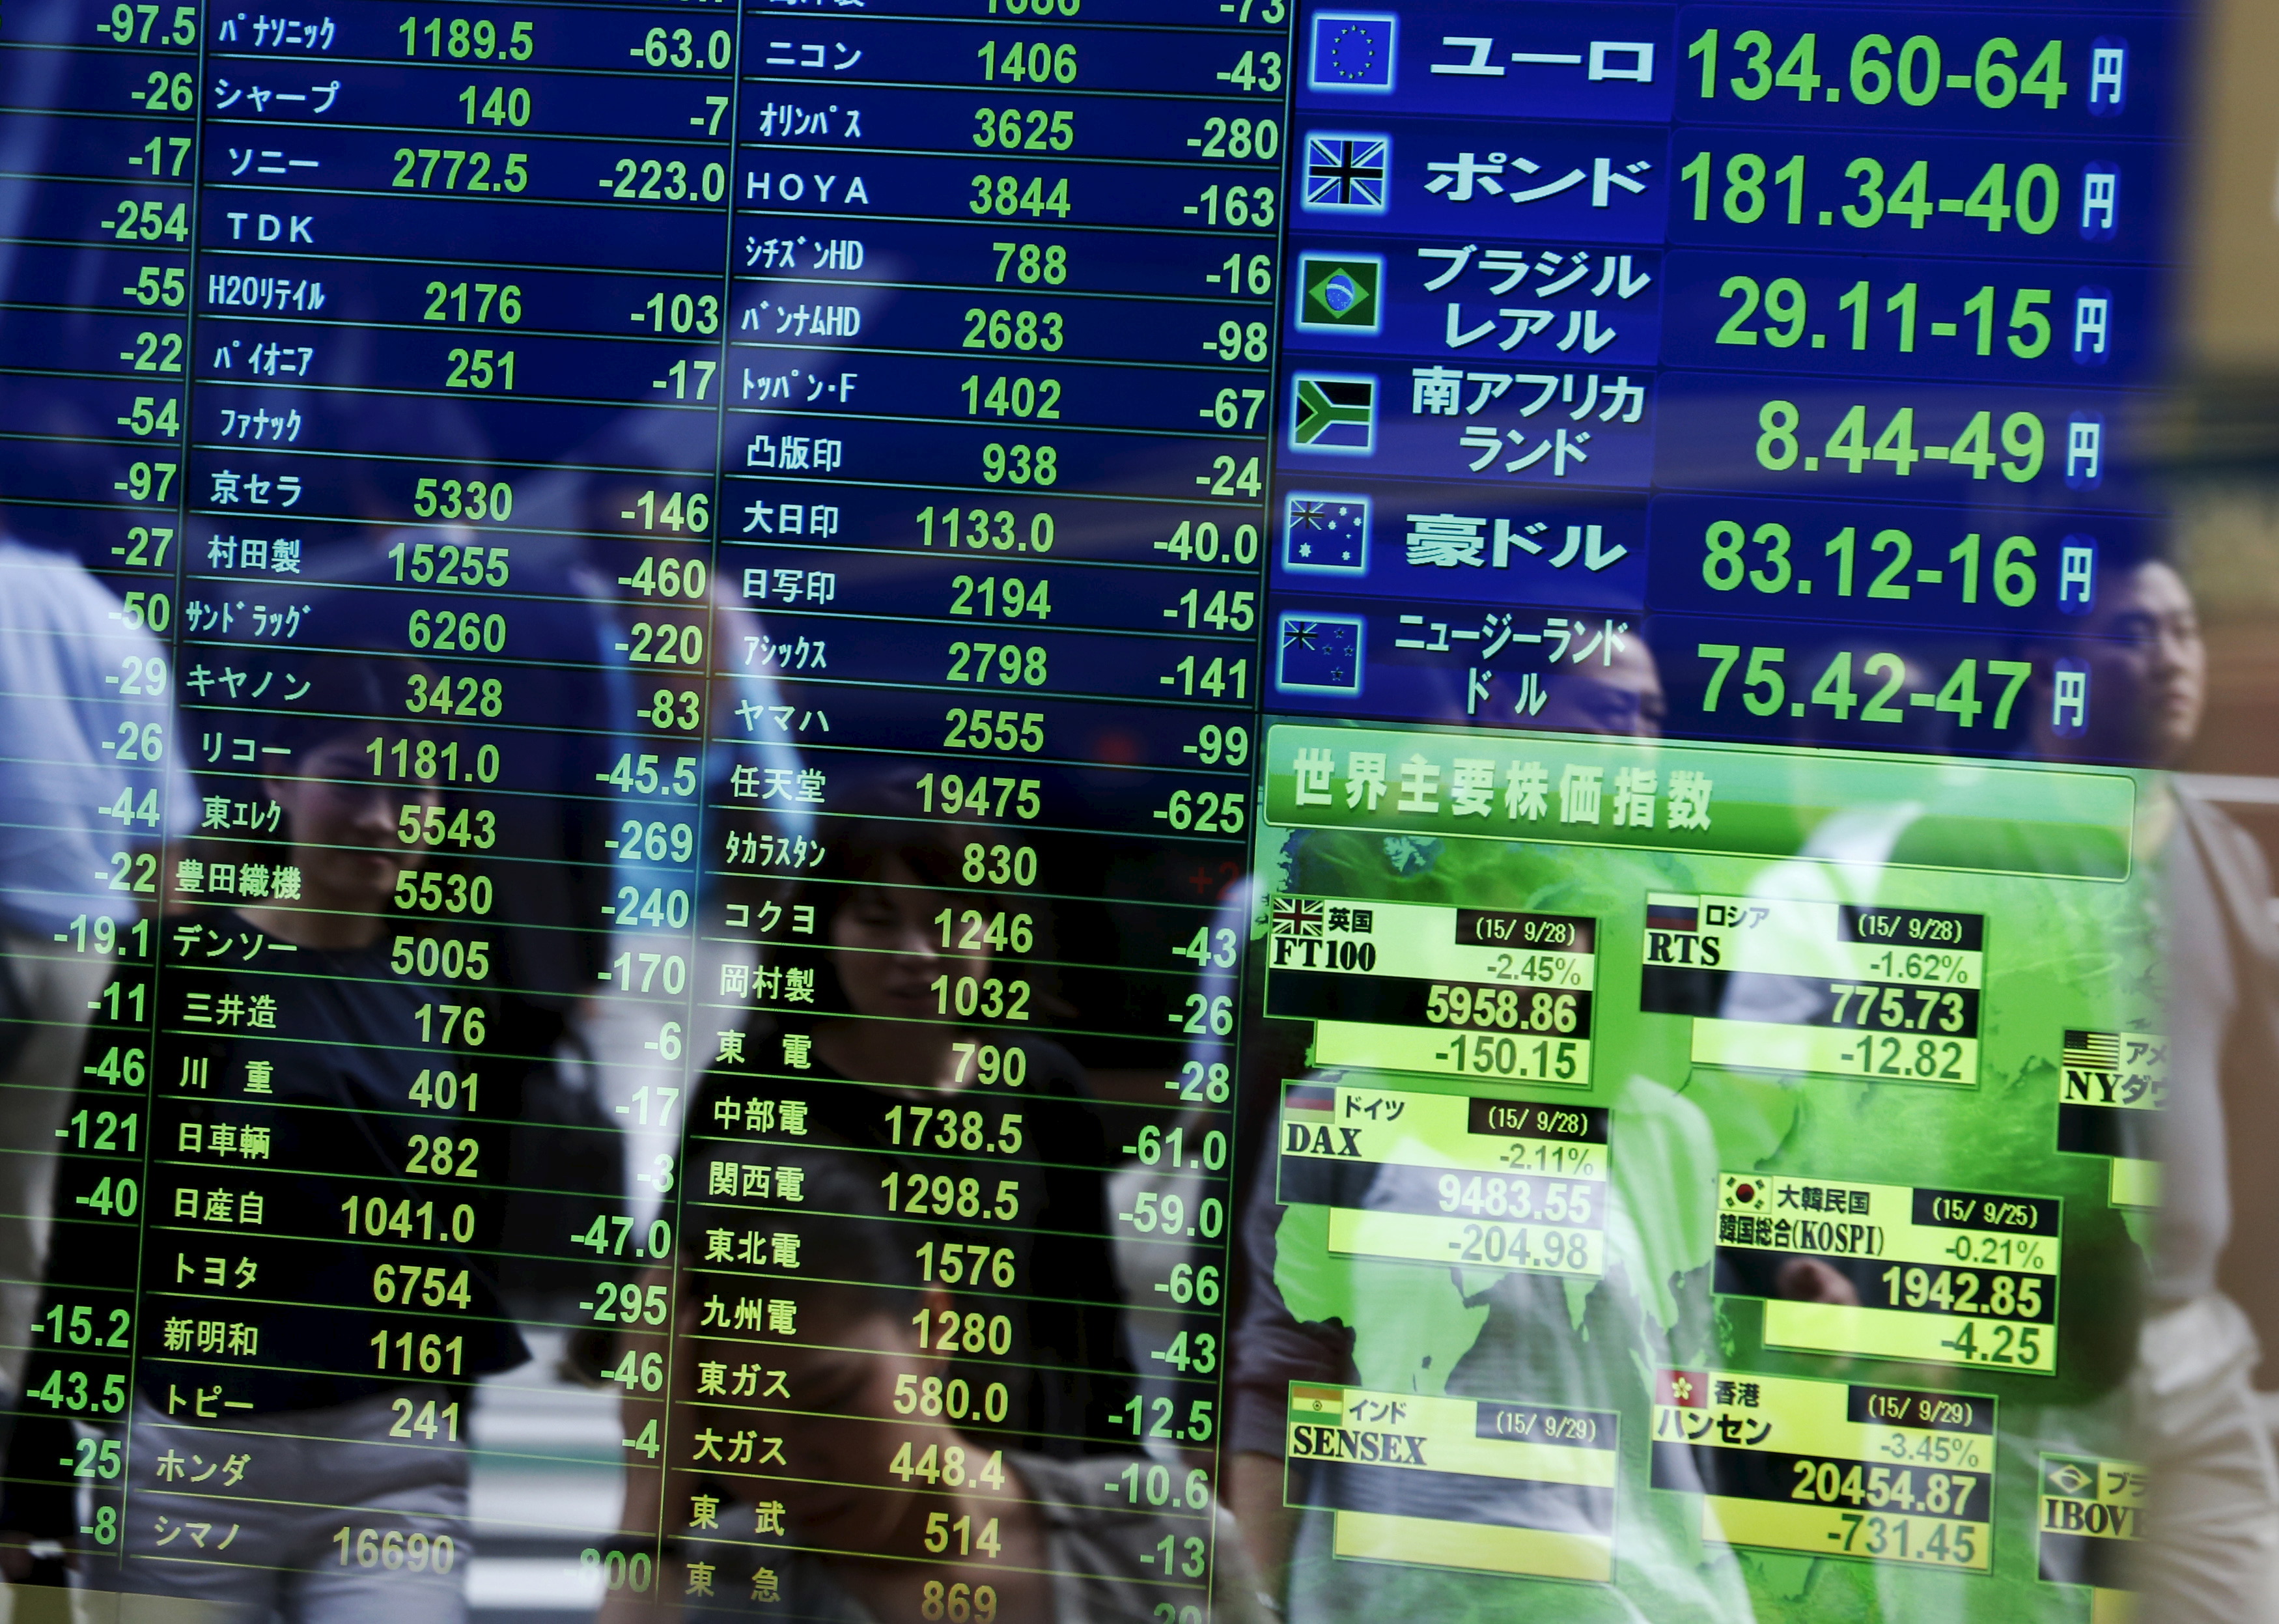 -97.5
-26
-17
-254
-55
-22
-54
-97
-27
-50
-29
-26
-44
-22
-19.1
-11
-46
-121
-40
-15.2
-43.5
-25
-8
パナソニック 1189.5 -63.0
シャープ 140 -7
ソニー 2772.5 -223.0
TDK
H2Oリテイル 2176 -103
パイオニア 251 -17
ファナック
京セラ 5330 -146
村田製 15255 -460
サンドラッグ 6260 -220
キヤノン 3428 -83
リコー 1181.0 -45.5
東エレク 5543 -269
豊田織機 5530 -240
デンソー 5005 -170
三井造 176 -6
川 重 401 -17
日車輌 282 -3
日産自 1041.0 -47.0
トヨタ 6754 -295
新明和 1161 -46
トピー 241 -4
ホンダ
シマノ 16690 -800
-73
ニコン 1406 -43
オリンパス 3625 -280
HOYA 3844 -163
シチズンHD 788 -16
バンナムHD 2683 -98
トッパン・F 1402 -67
凸版印 938 -24
大日印 1133.0 -40.0
日写印 2194 -145
アシックス 2798 -141
ヤマハ 2555 -99
任天堂 19475 -625
タカラスタン 830
コクヨ 1246 -43
岡村製 1032 -26
東 電 790 -28
中部電 1738.5 -61.0
関西電 1298.5 -59.0
東北電 1576 -66
九州電 1280 -43
東ガス 580.0 -12.5
大ガス 448.4 -10.6
東 武 514 -13
東 急 869
ユーロ 134.60-64 円
ポンド 181.34-40 円
ブラジル
レアル 29.11-15 円
南アフリカ
ランド 8.44-49 円
豪ドル 83.12-16 円
ニュージーランド
ドル 75.42-47 円
世界主要株価指数
英国 (15/ 9/28)
FT100 -2.45%
5958.86
-150.15
ロシア (15/ 9/28)
RTS -1.62%
775.73
-12.82
アメ
NYダウ
ドイツ (15/ 9/28)
DAX -2.11%
9483.55
-204.98
大韓民国 (15/ 9/25)
韓国総合(KOSPI) -0.21%
1942.85
-4.25
インド (15/ 9/29)
SENSEX
香港 (15/ 9/29)
ハンセン -3.45%
20454.87
-731.45
ブラ
IBOV